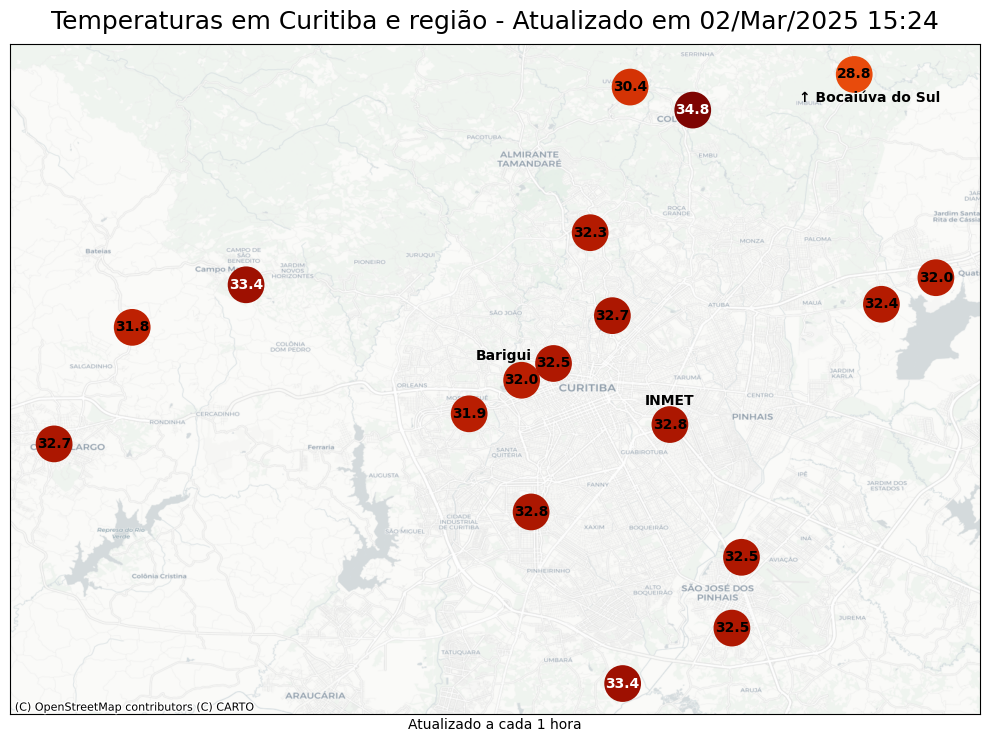 Temperaturas em Curitiba e região - Atualizado em 02/Mar/2025 15:24
SERRINHA
28.8
30.4
↑ Bocaiúva do Sul
34.8
PACOTUBA
ALMIRANTE
TAMANDARÉ
EMBU
ROÇA
GRANDE
Jardim Santa
Rita de Cássia
32.3
MONZA
PALOMA
Bateias
CAMPO DE
SÃO
BENEDITO
JURUQUI
PIONEIRO
JARDIM
NOVOS
HORIZONTES
Campo
33.4
32.0
32.4
ATUBA
MAUÁ
SÃO JOÃO
32.7
31.8
COLÔNIA
DOM PEDRO
Barigui
32.5
SALGADINHO
32.0
TARUMÃ
JARDIM
KARLA
ORLEANS
CURITIBA
CENTRO
INMET
31.9
CERCADINHO
RONDINHA
PINHAIS
32.8
32.7
LARGO
Ferraria
SANTA
QUITÉRIA
GUABIROTUBA
AUGUSTA
IPÊ
FANNY
JARDIM DOS
ESTADOS I
32.8
CIDADE
INDUSTRIAL
DE CURITIBA
SÃO MIGUEL
XAXIM
BOQUEIRÃO
Represa do Rio
Verde
INÁ
32.5
AVIAÇÃO
Colônia Cristina
PINHEIRINHO
ALTO
BOQUEIRÃO
SÃO JOSÉ DOS
PINHAIS
JUREMA
32.5
TATUQUARA
UMBARÁ
33.4
ARUJÁ
ARAUCÁRIA
(C) OpenStreetMap contributors (C) CARTO
Atualizado a cada 1 hora